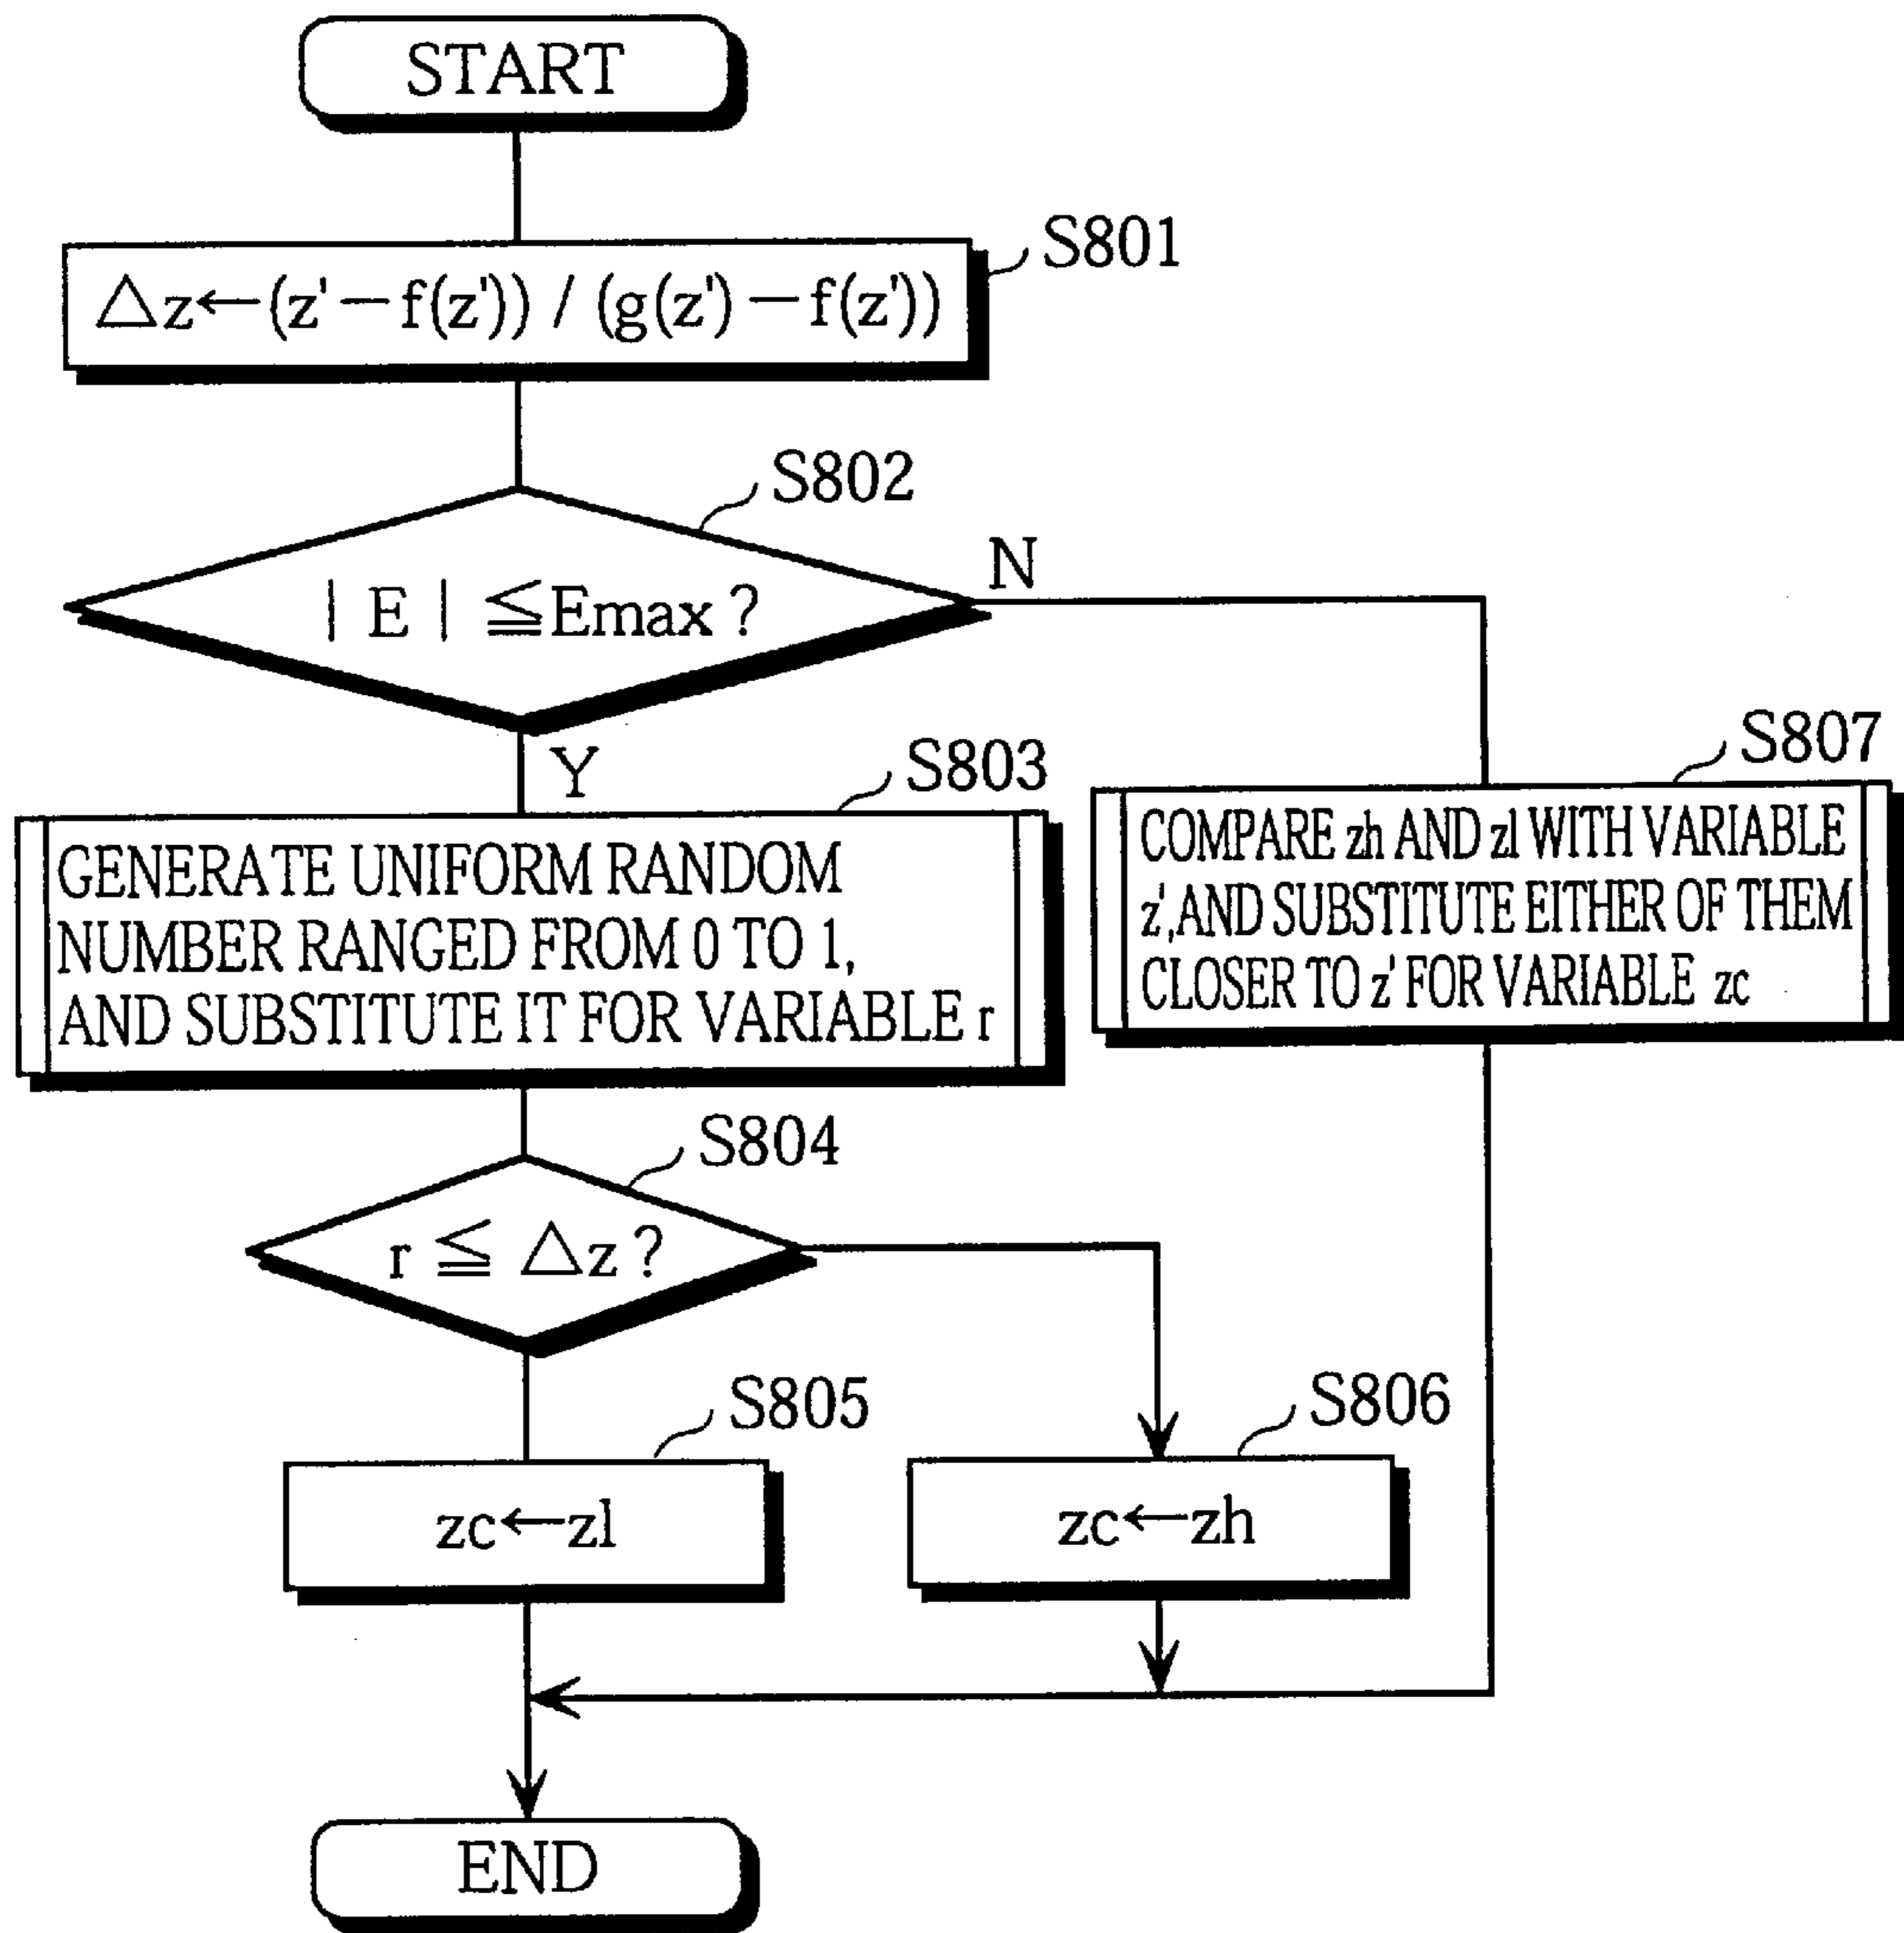 START
S801
△z←(z'－f(z')) / (g(z')－f(z'))
S802
| E | ≦Emax ?
N
Y
S803
GENERATE UNIFORM RANDOM
NUMBER RANGED FROM 0 TO 1,
AND SUBSTITUTE IT FOR VARIABLE r
S807
COMPARE zh AND zl WITH VARIABLE
z',AND SUBSTITUTE EITHER OF THEM
CLOSER TO z' FOR VARIABLE zc
S804
r ≦ △z ?
S805
zc←zl
S806
zc←zh
END